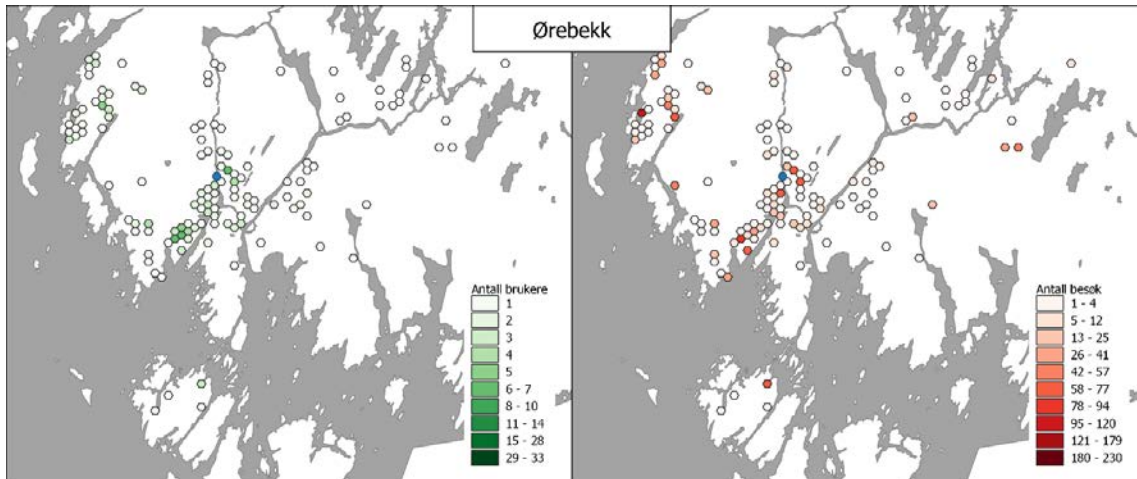 Ørebekk
Antall brukere
1
2
3
4
5
6 - 7
8 - 10
11 - 14
15 - 28
29 - 33
Antall besøk
1 - 4
5 - 12
13 - 25
26 - 41
42 - 57
58 - 77
78 - 94
95 - 120
121 - 179
180 - 230